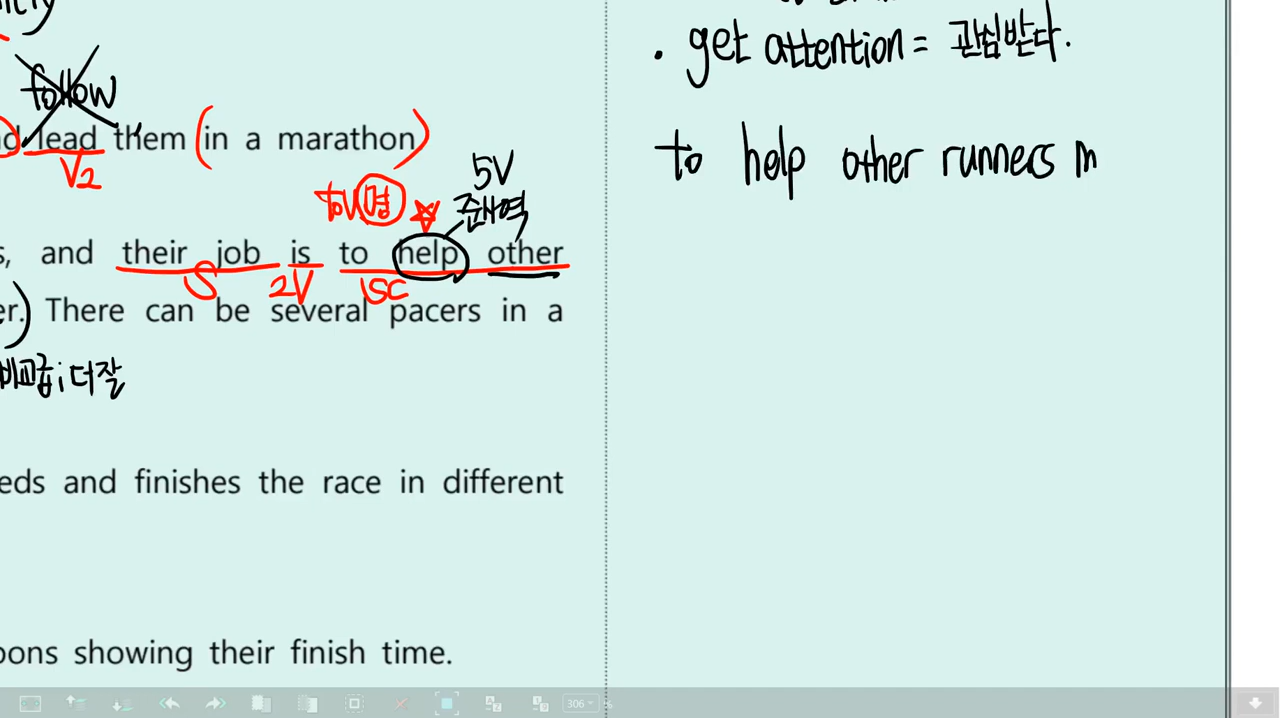 get attention = 관심받다.
follow
lead them (in a marathon)
V2
to help other runners m
5V
toV 명
준사역
s, and their job is to help other
S 2V SC
er.) There can be several pacers in a
비교급; 더 잘
eds and finishes the race in different
oons showing their finish time.
306